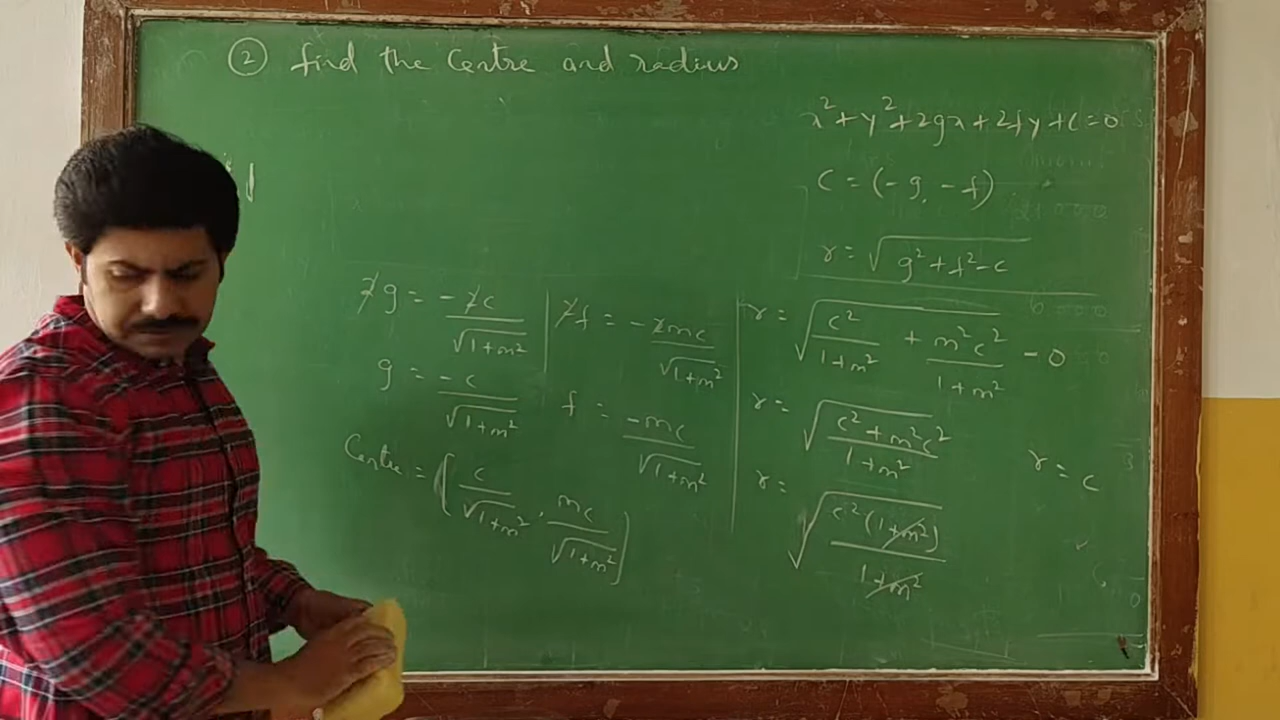 ② find the Centre and radius
x²+y²+2gx+2fy+c=0
C = (-g, -f)
r = √(g²+f²-c)
2g = -2c/√(1+m²)
g = -c/√(1+m²)
2f = -2mc/√(1+m²)
f = -mc/√(1+m²)
Centre = [c/√(1+m²), mc/√(1+m²)]
r = √(c²/(1+m²) + m²c²/(1+m²) - 0)
r = √((c²+m²c²)/(1+m²))
r = √(c²(1+m²)/(1+m²))
r = c